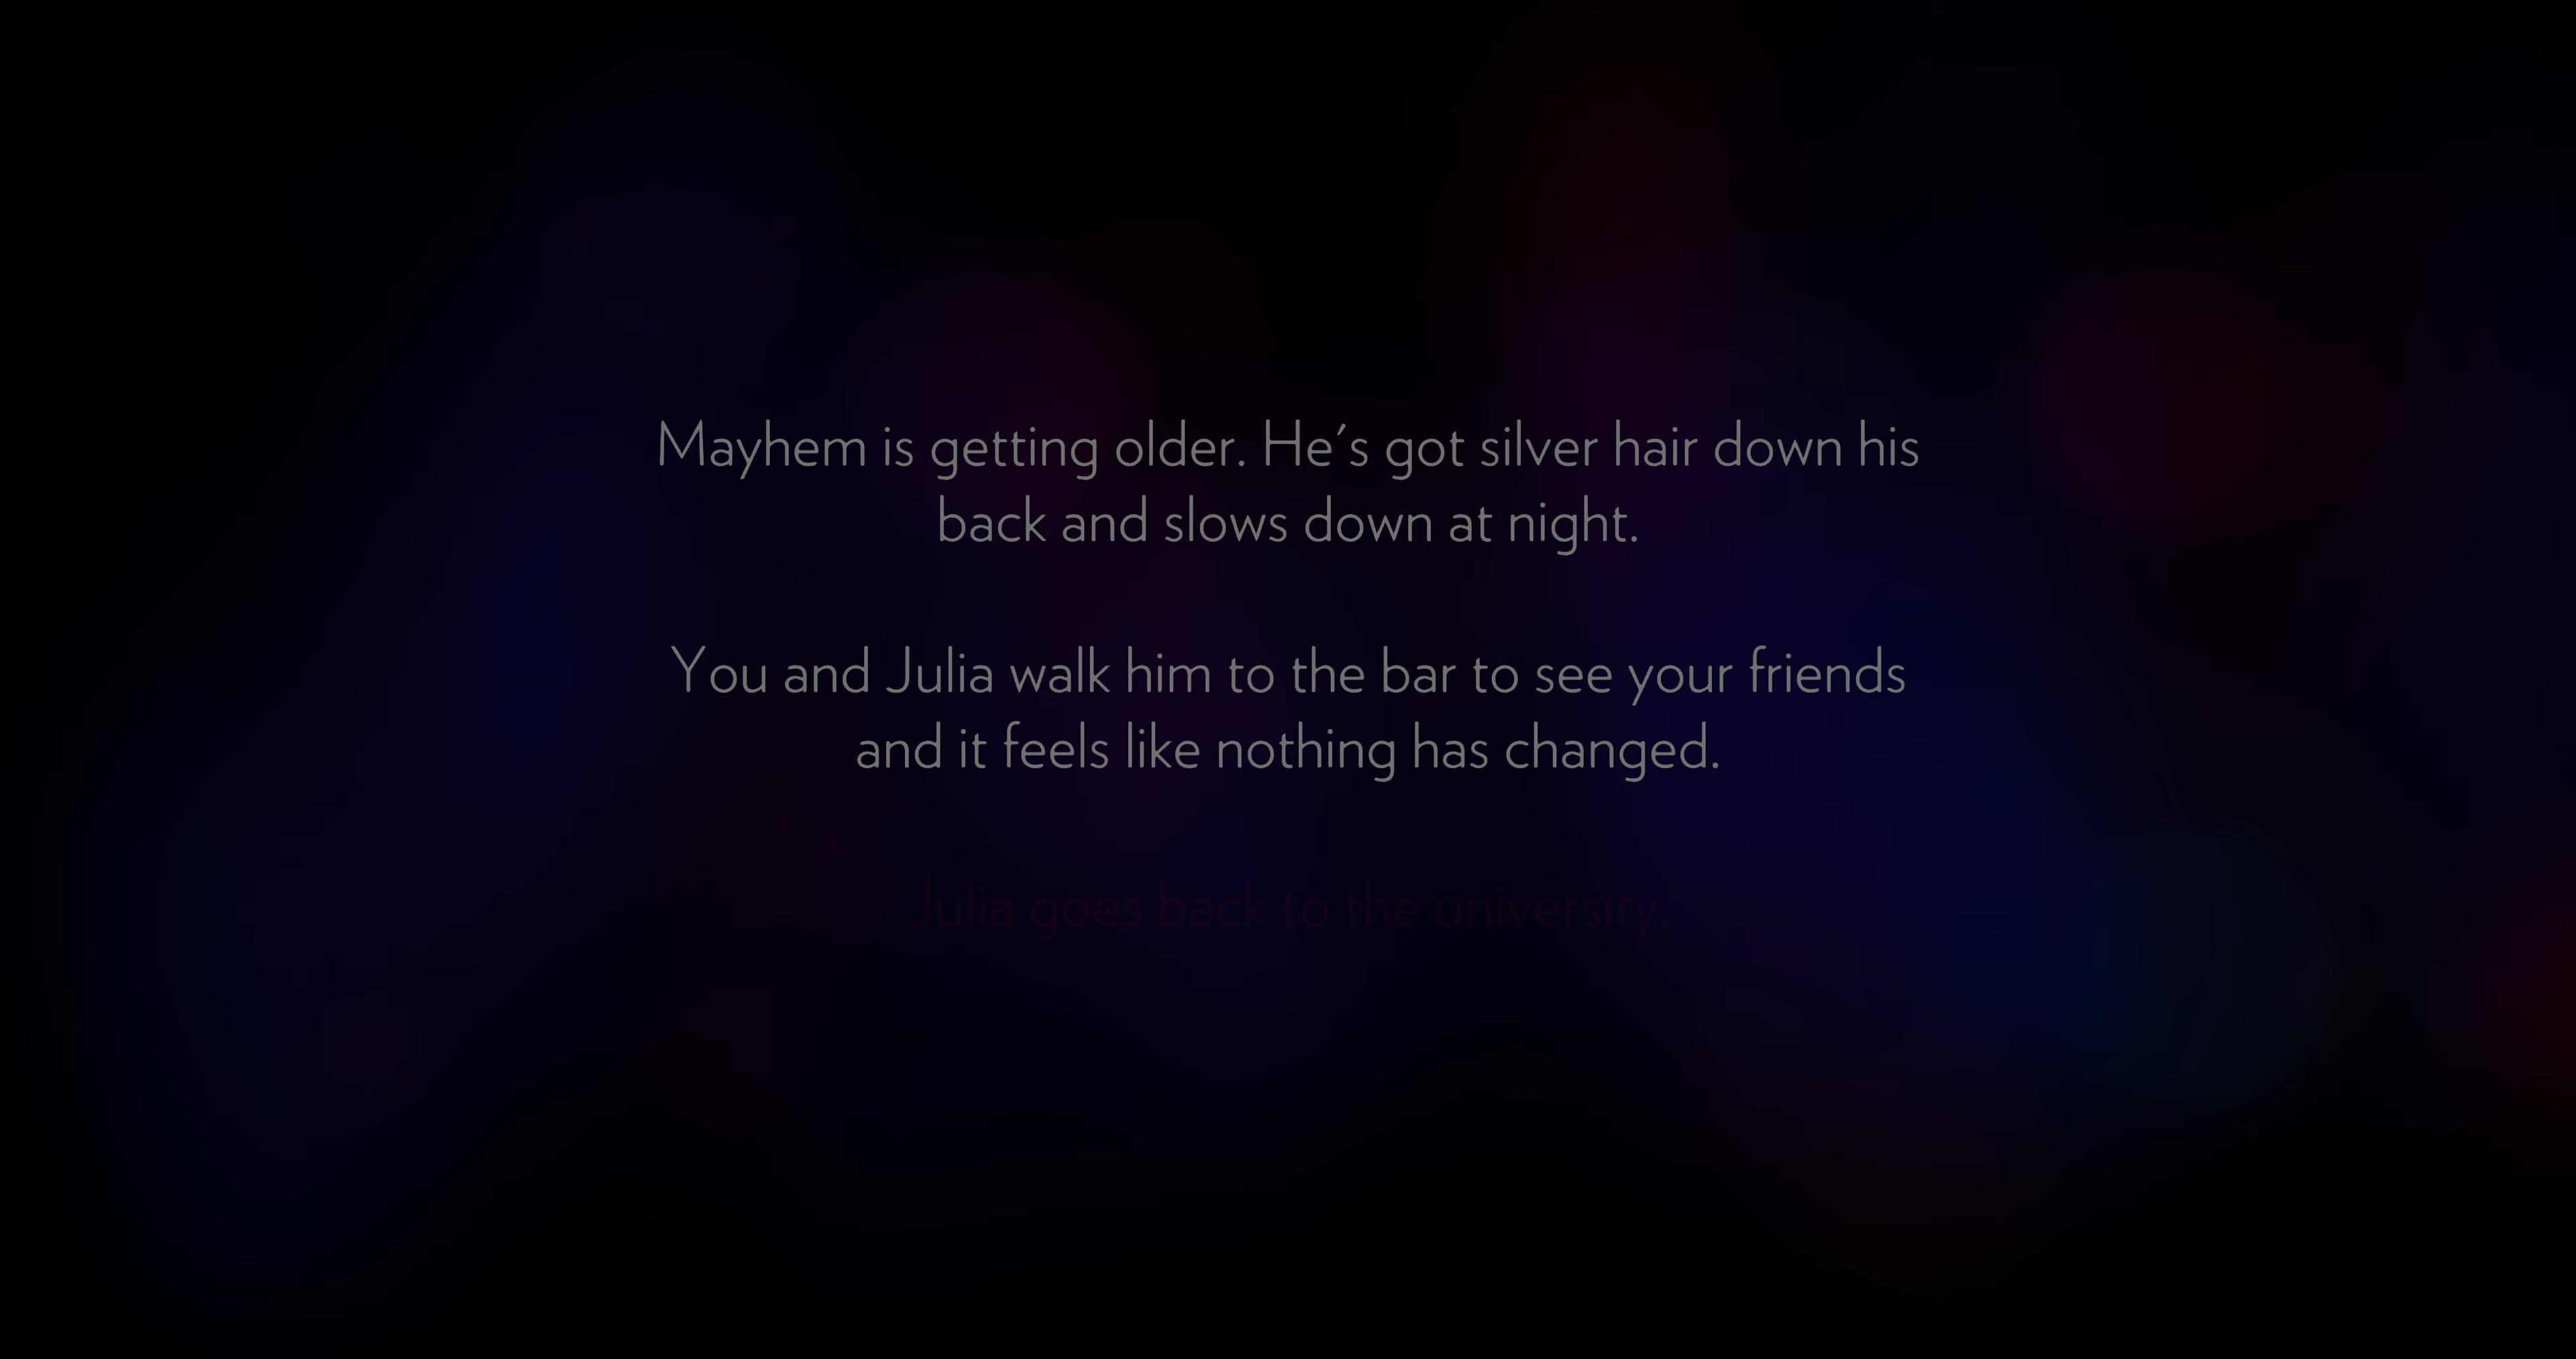 Mayhem is getting older. He's got silver hair down his
back and slows down at night.
You and Julia walk him to the bar to see your friends
and it feels like nothing has changed.
Julia goes back to the university.